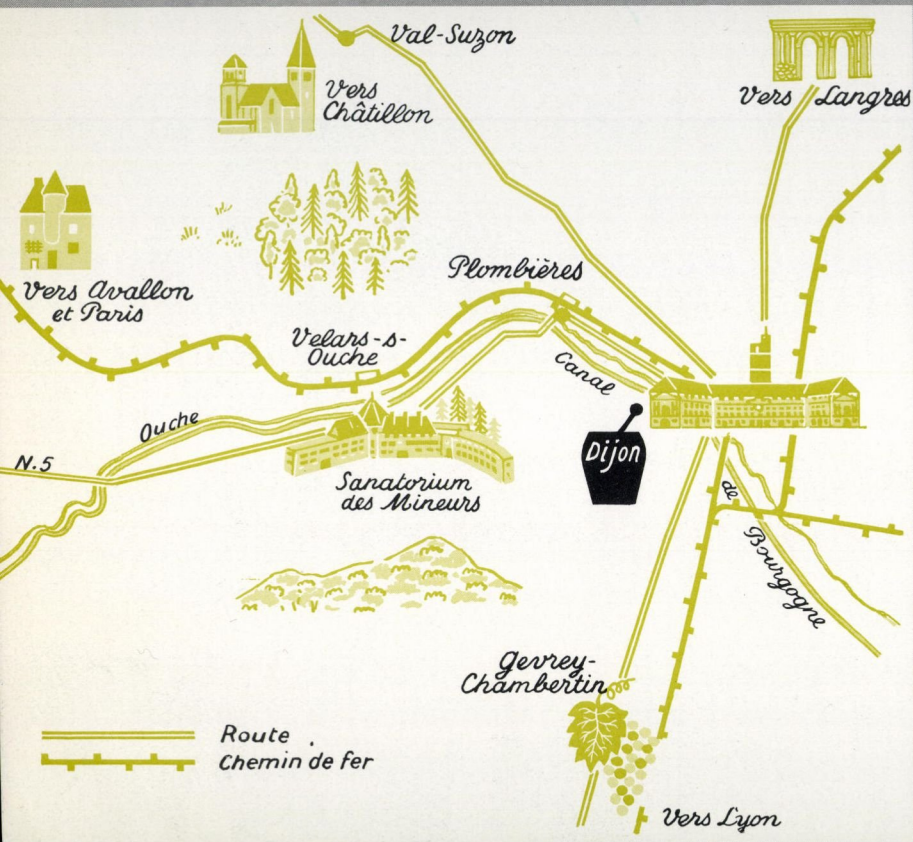 Val-Suzon
Vers
Châtillon
Vers Langres
Vers Avallon
et Paris
Plombières
Velars-s-
Ouche
Canal
Ouche
N.5
Dijon
Sanatorium
des Mineurs
de
Bourgogne
Gevrey-
Chambertin
Route
Chemin de fer
Vers Lyon